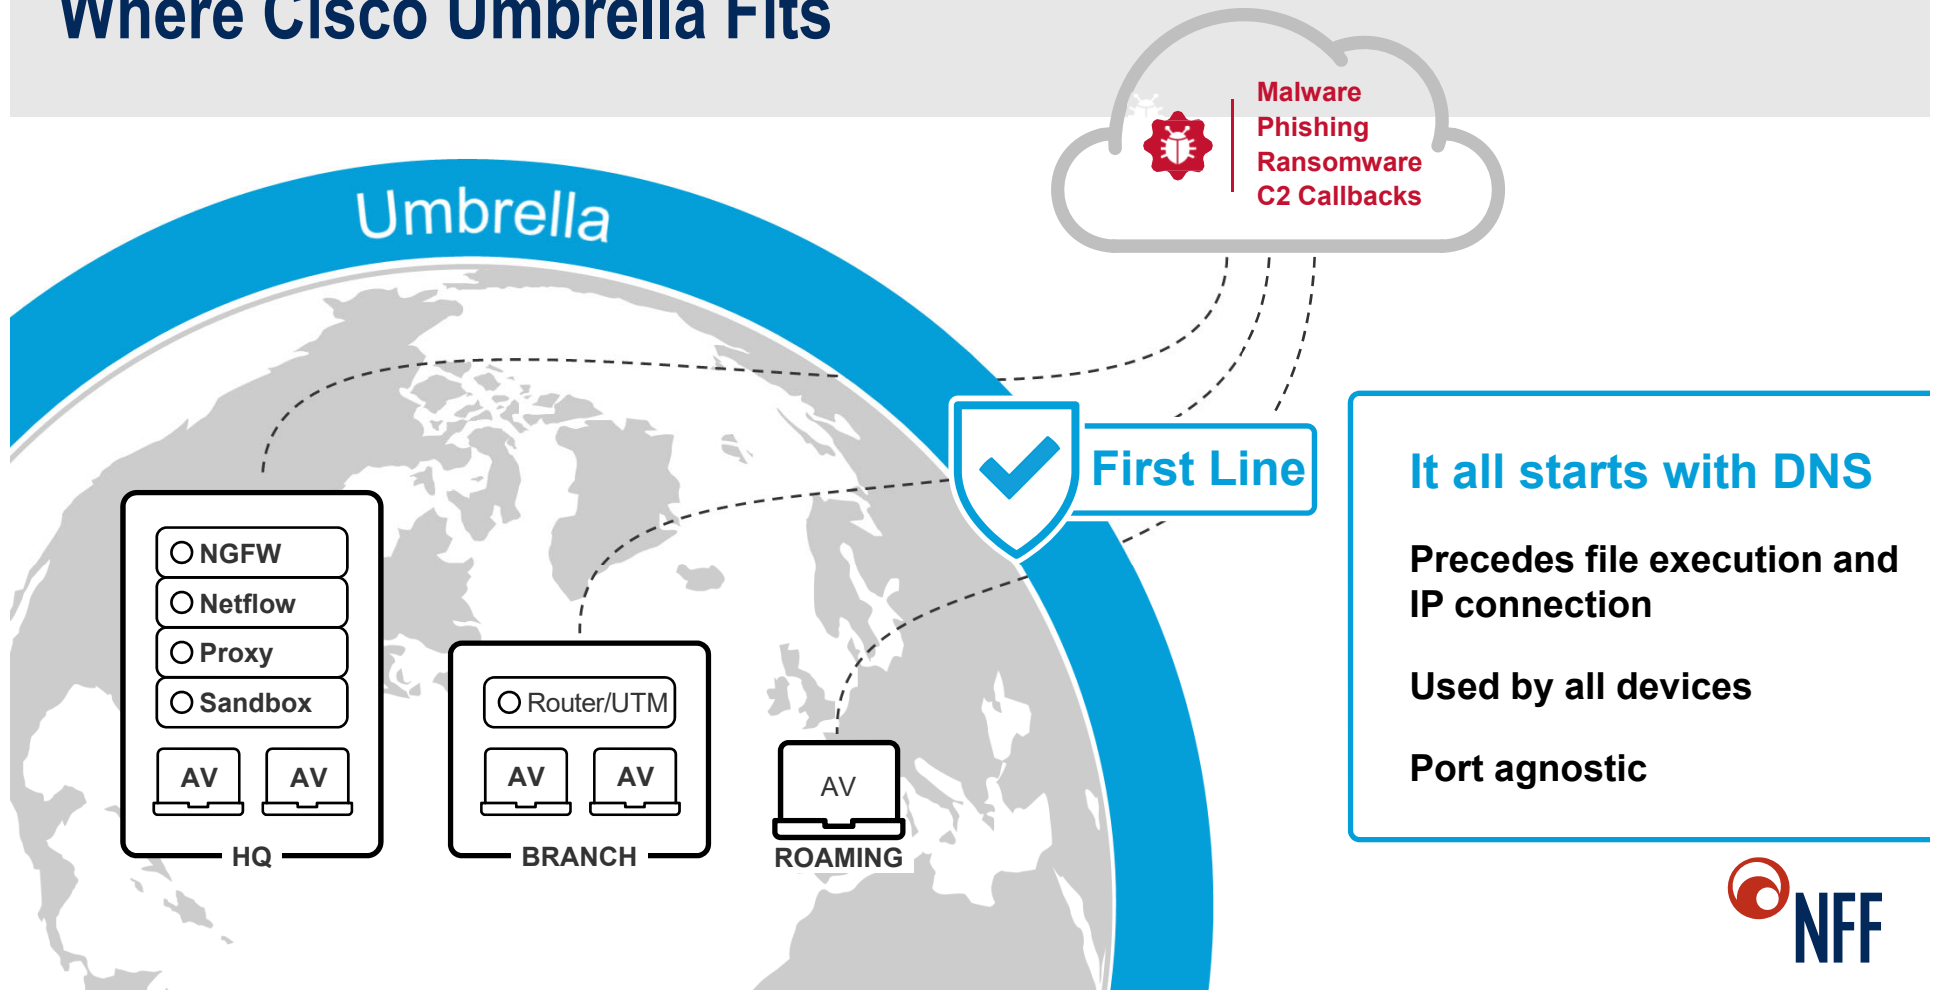 Where Cisco Umbrella Fits
Malware
Phishing
Ransomware
C2 Callbacks
Umbrella
First Line
It all starts with DNS
Precedes file execution and
IP connection
Used by all devices
Port agnostic
NGFW
Netflow
Proxy
Sandbox
AV AV
HQ
Router/UTM
AV AV
BRANCH
AV
ROAMING
NFF